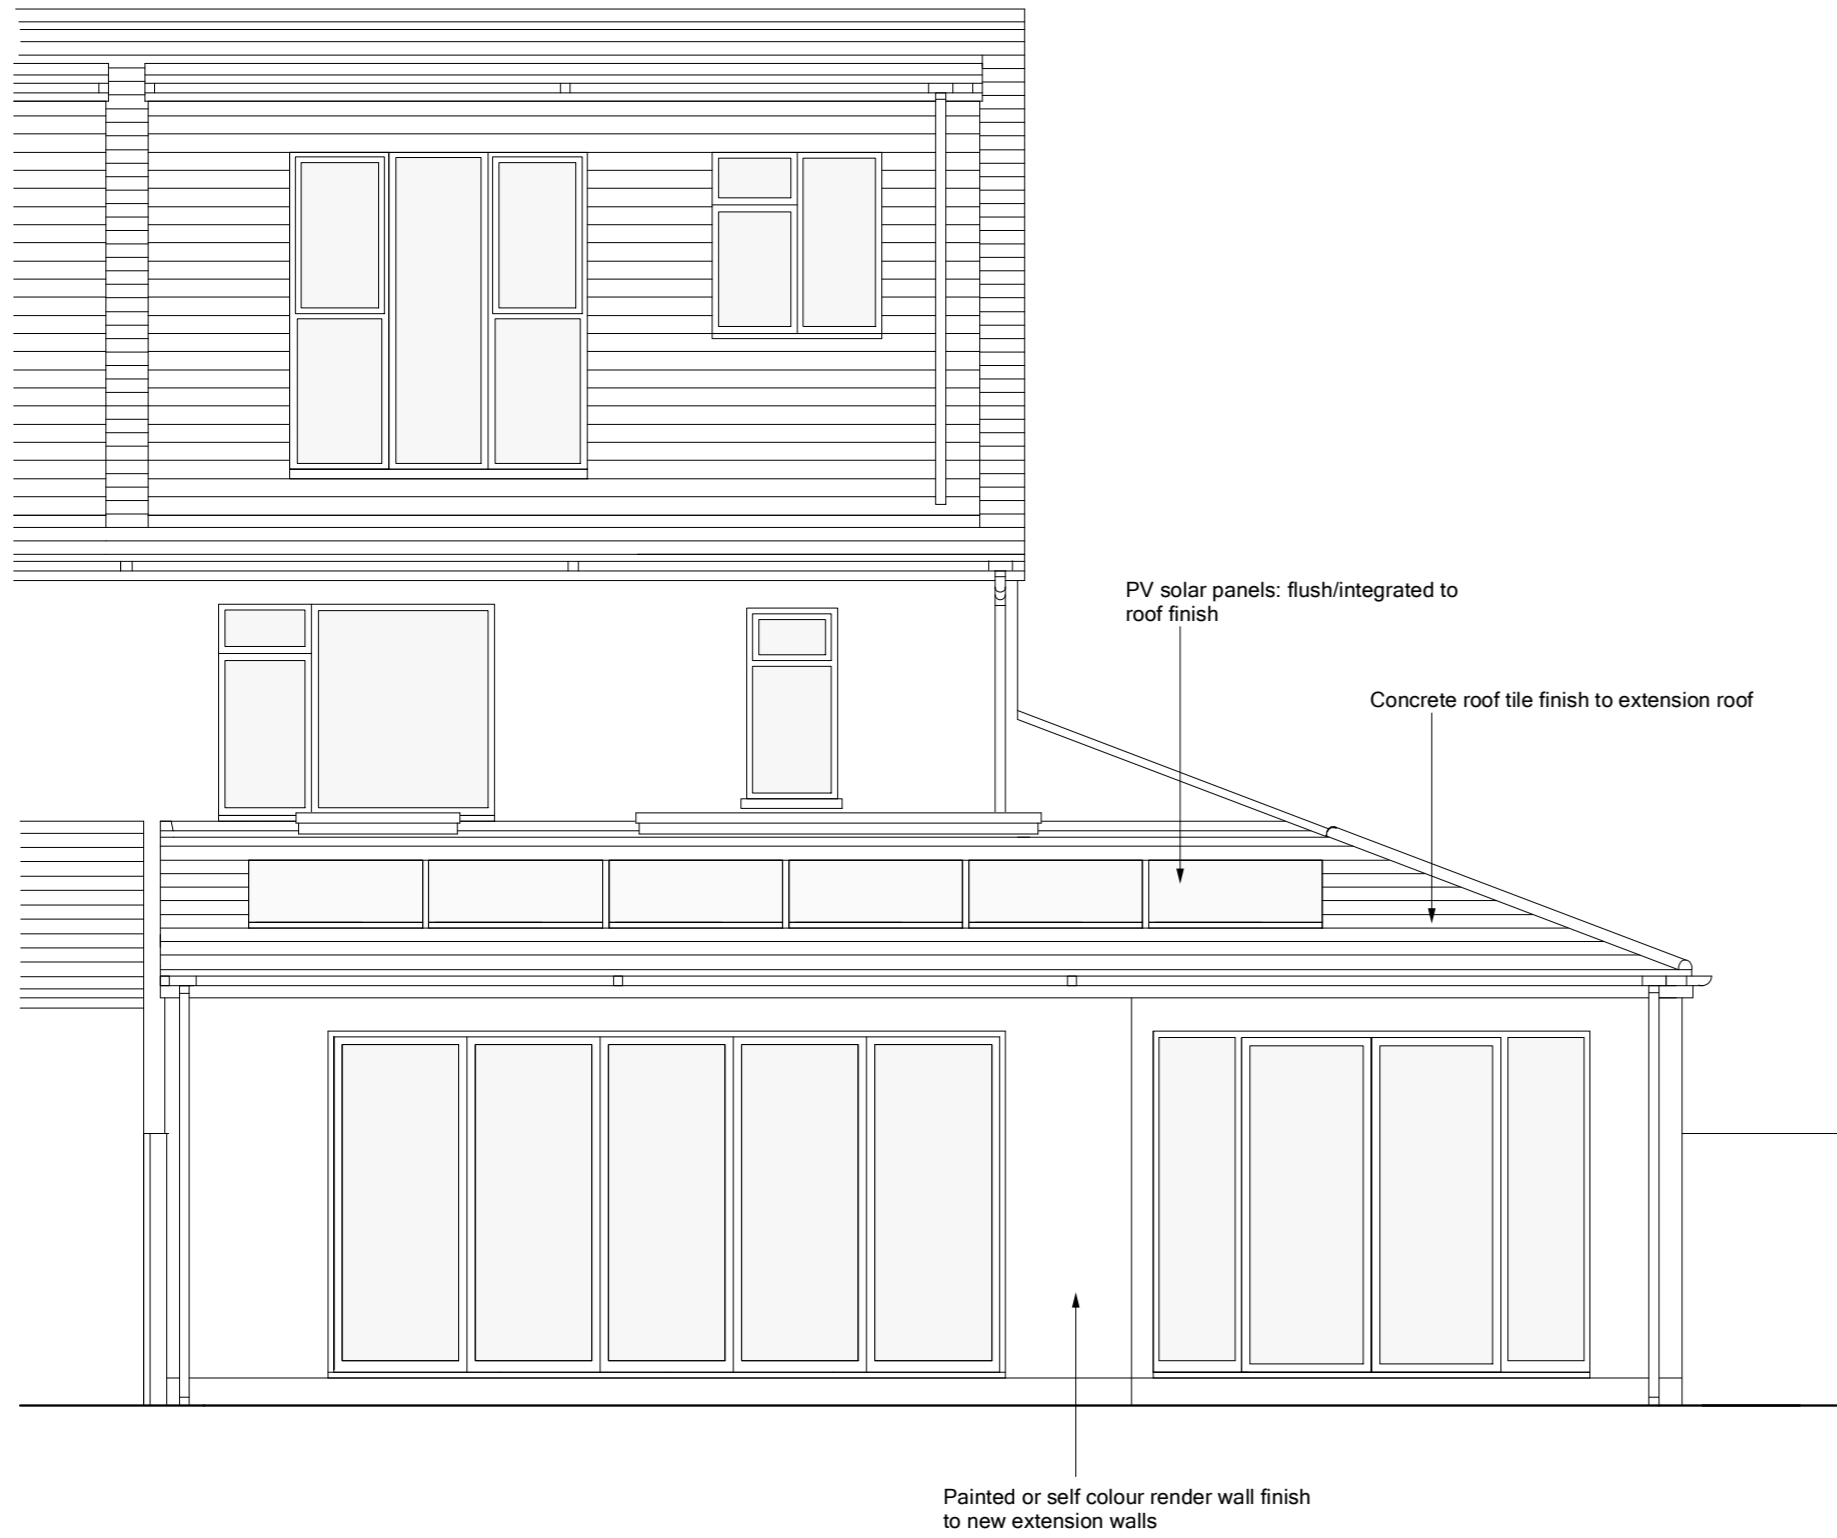 PV solar panels: flush/integrated to
roof finish
Concrete roof tile finish to extension roof
Painted or self colour render wall finish
to new extension walls